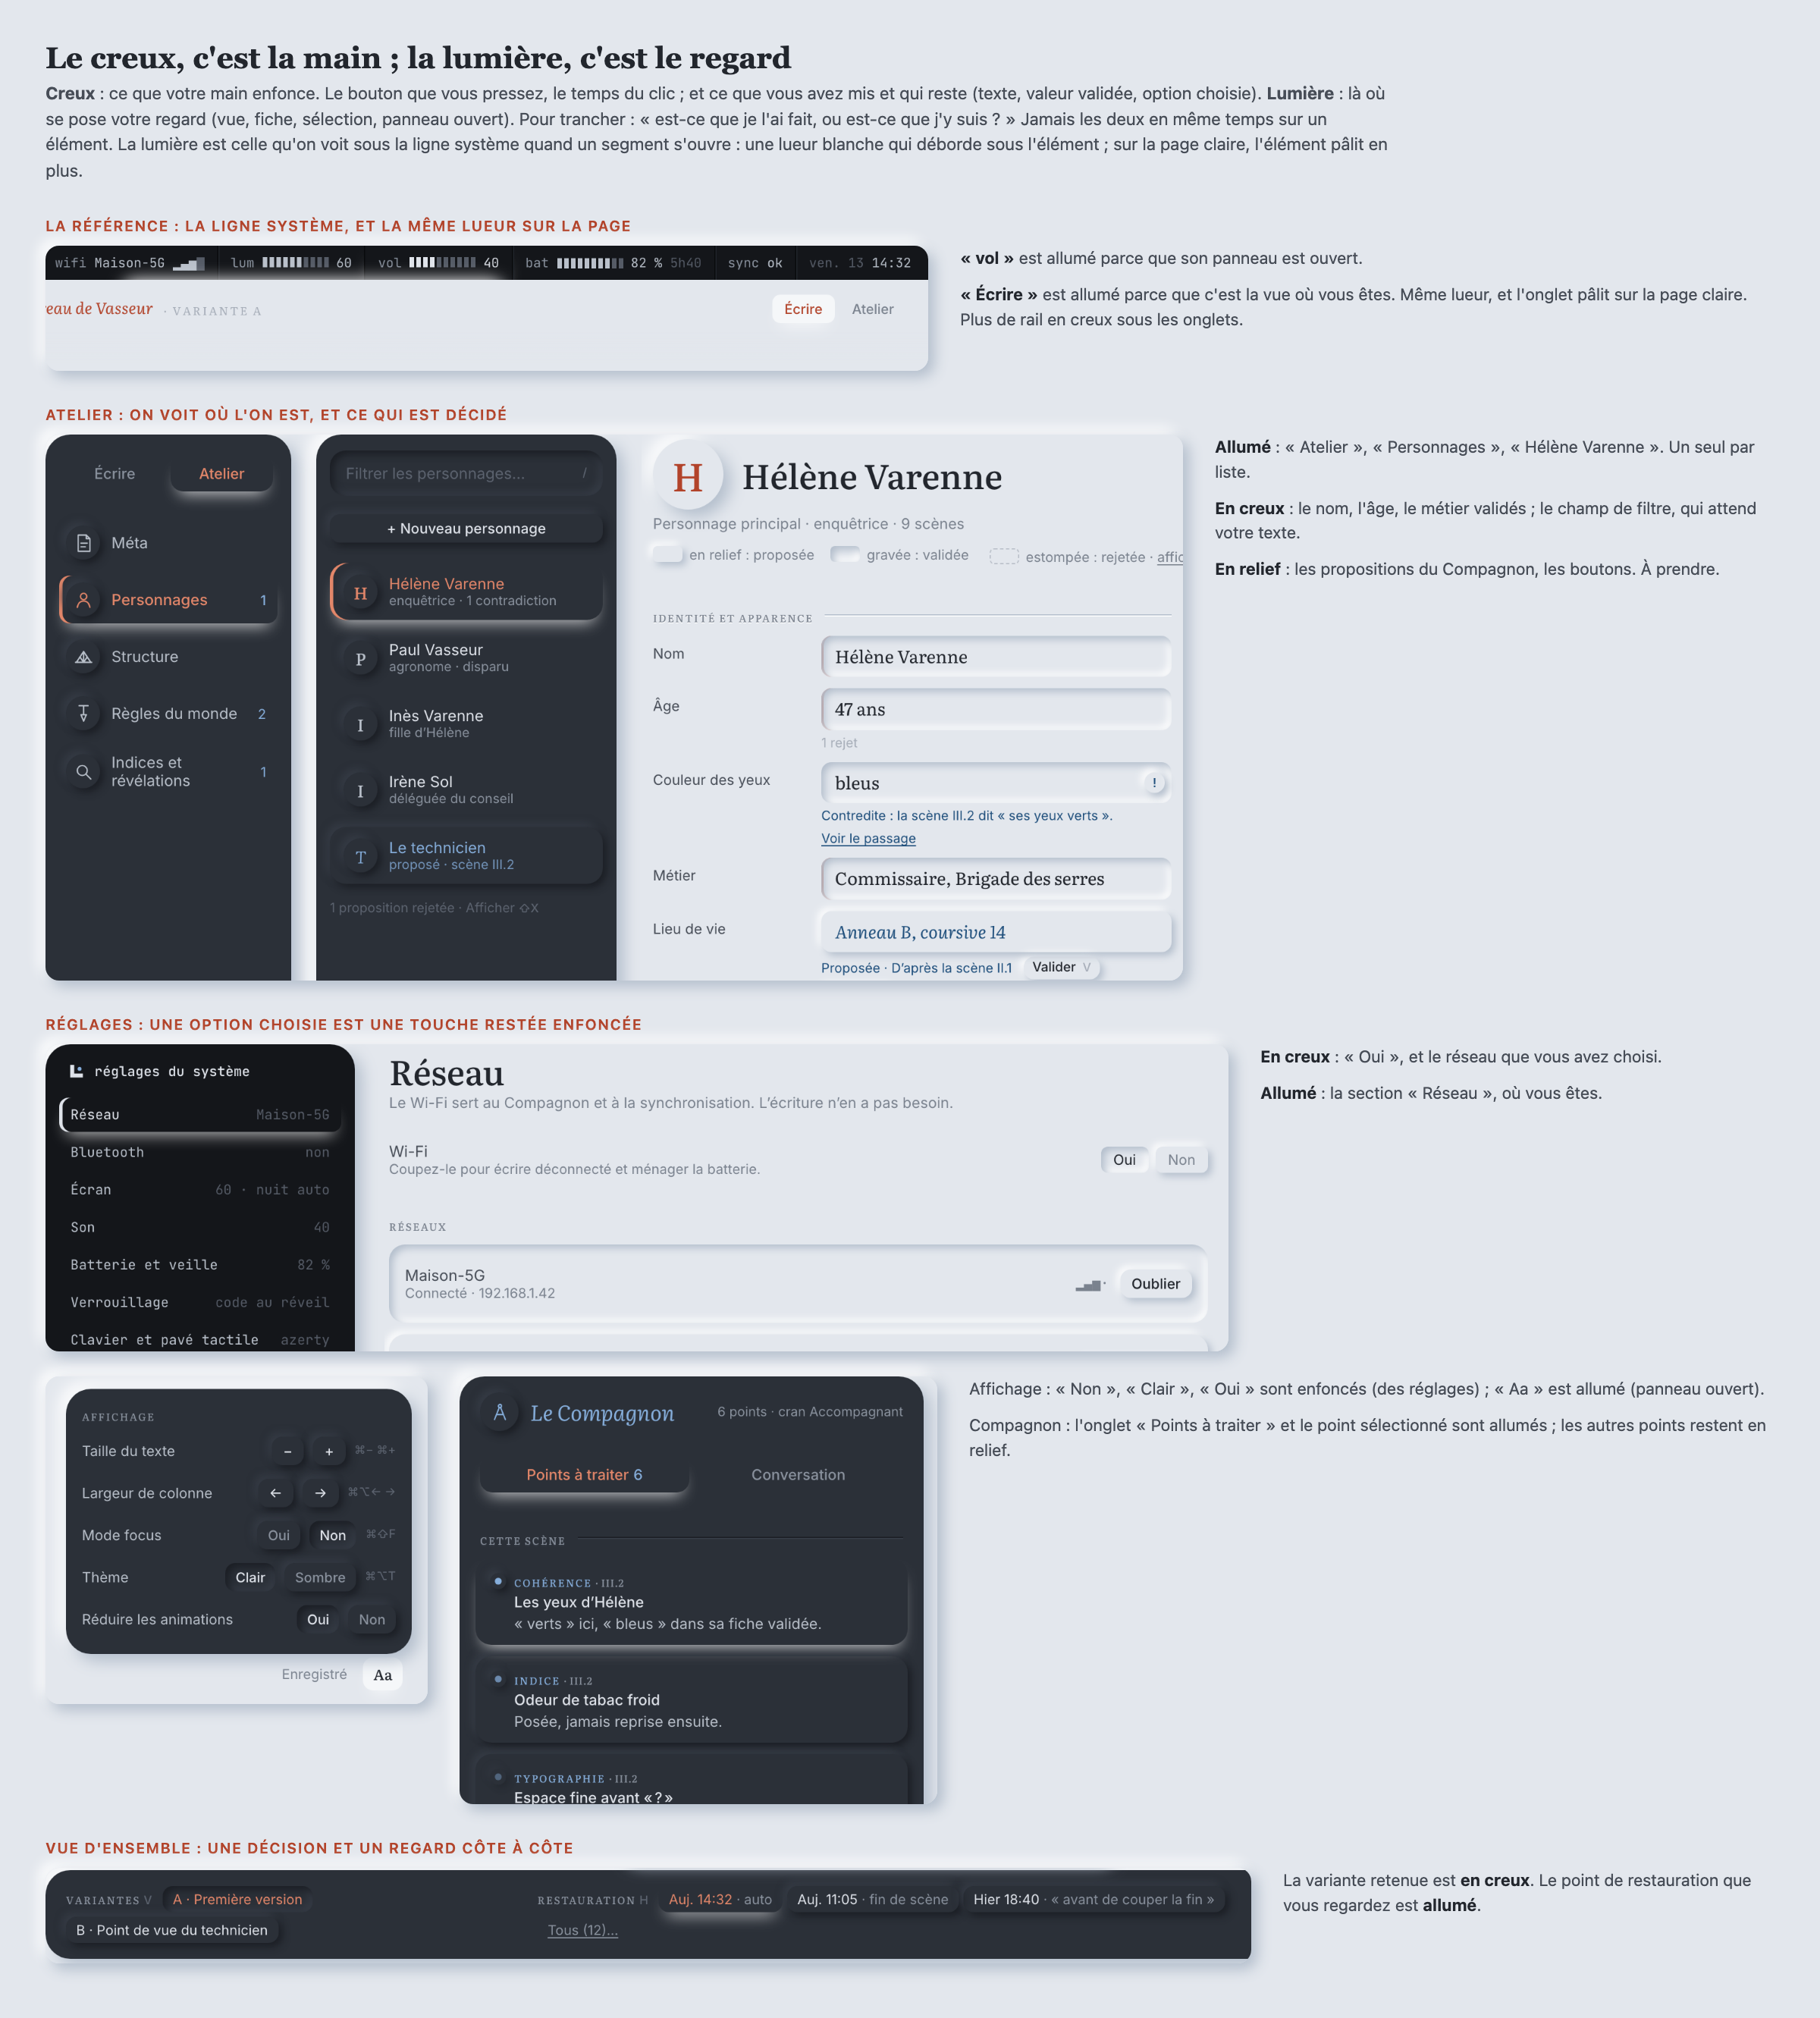 Le creux, c'est la main ; la lumière, c'est le regard
Creux : ce que votre main enfonce. Le bouton que vous pressez, le temps du clic ; et ce que vous avez mis et qui reste (texte, valeur validée, option choisie). Lumière : là où
se pose votre regard (vue, fiche, sélection, panneau ouvert). Pour trancher : « est-ce que je l'ai fait, ou est-ce que j'y suis ? » Jamais les deux en même temps sur un
élément. La lumière est celle qu'on voit sous la ligne système quand un segment s'ouvre : une lueur blanche qui déborde sous l'élément ; sur la page claire, l'élément pâlit en
plus.
LA RÉFÉRENCE : LA LIGNE SYSTÈME, ET LA MÊME LUEUR SUR LA PAGE
wifi Maison-5G lum 60 vol 40 bat 82 % 5h40 sync ok ven. 13 14:32
eau de Vasseur · VARIANTE A
Écrire Atelier
« vol » est allumé parce que son panneau est ouvert.
« Écrire » est allumé parce que c'est la vue où vous êtes. Même lueur, et l'onglet pâlit sur la page claire.
Plus de rail en creux sous les onglets.
ATELIER : ON VOIT OÙ L'ON EST, ET CE QUI EST DÉCIDÉ
Écrire Atelier
Méta
Personnages 1
Structure
Règles du monde 2
Indices et
révélations 1
Filtrer les personnages... /
+ Nouveau personnage
H Hélène Varenne
enquêtrice · 1 contradiction
P Paul Vasseur
agronome · disparu
I Inès Varenne
fille d’Hélène
I Irène Sol
déléguée du conseil
T Le technicien
proposé · scène III.2
1 proposition rejetée · Afficher ⇧X
H Hélène Varenne
Personnage principal · enquêtrice · 9 scènes
en relief : proposée gravée : validée estompée : rejetée · affic
IDENTITÉ ET APPARENCE
Nom Hélène Varenne
Âge 47 ans
1 rejet
Couleur des yeux bleus !
Contredite : la scène III.2 dit « ses yeux verts ».
Voir le passage
Métier Commissaire, Brigade des serres
Lieu de vie Anneau B, coursive 14
Proposée · D’après la scène II.1 Valider V
Allumé : « Atelier », « Personnages », « Hélène Varenne ». Un seul par
liste.
En creux : le nom, l'âge, le métier validés ; le champ de filtre, qui attend
votre texte.
En relief : les propositions du Compagnon, les boutons. À prendre.
RÉGLAGES : UNE OPTION CHOISIE EST UNE TOUCHE RESTÉE ENFONCÉE
réglages du système
Réseau Maison-5G
Bluetooth non
Écran 60 · nuit auto
Son 40
Batterie et veille 82 %
Verrouillage code au réveil
Clavier et pavé tactile azerty
Réseau
Le Wi-Fi sert au Compagnon et à la synchronisation. L’écriture n’en a pas besoin.
Wi-Fi
Coupez-le pour écrire déconnecté et ménager la batterie.
Oui Non
RÉSEAUX
Maison-5G
Connecté · 192.168.1.42
Oublier
En creux : « Oui », et le réseau que vous avez choisi.
Allumé : la section « Réseau », où vous êtes.
AFFICHAGE
Taille du texte − + ⌘− ⌘+
Largeur de colonne ← → ⌘⌥← →
Mode focus Oui Non ⌘⇧F
Thème Clair Sombre ⌘⌥T
Réduire les animations Oui Non
Enregistré Aa
Le Compagnon 6 points · cran Accompagnant
Points à traiter 6 Conversation
CETTE SCÈNE
COHÉRENCE · III.2
Les yeux d’Hélène
« verts » ici, « bleus » dans sa fiche validée.
INDICE · III.2
Odeur de tabac froid
Posée, jamais reprise ensuite.
TYPOGRAPHIE · III.2
Espace fine avant « ? »
Affichage : « Non », « Clair », « Oui » sont enfoncés (des réglages) ; « Aa » est allumé (panneau ouvert).
Compagnon : l'onglet « Points à traiter » et le point sélectionné sont allumés ; les autres points restent en
relief.
VUE D'ENSEMBLE : UNE DÉCISION ET UN REGARD CÔTE À CÔTE
VARIANTES V A · Première version
B · Point de vue du technicien
RESTAURATION H Auj. 14:32 · auto Auj. 11:05 · fin de scène Hier 18:40 · « avant de couper la fin »
Tous (12)...
La variante retenue est en creux. Le point de restauration que
vous regardez est allumé.